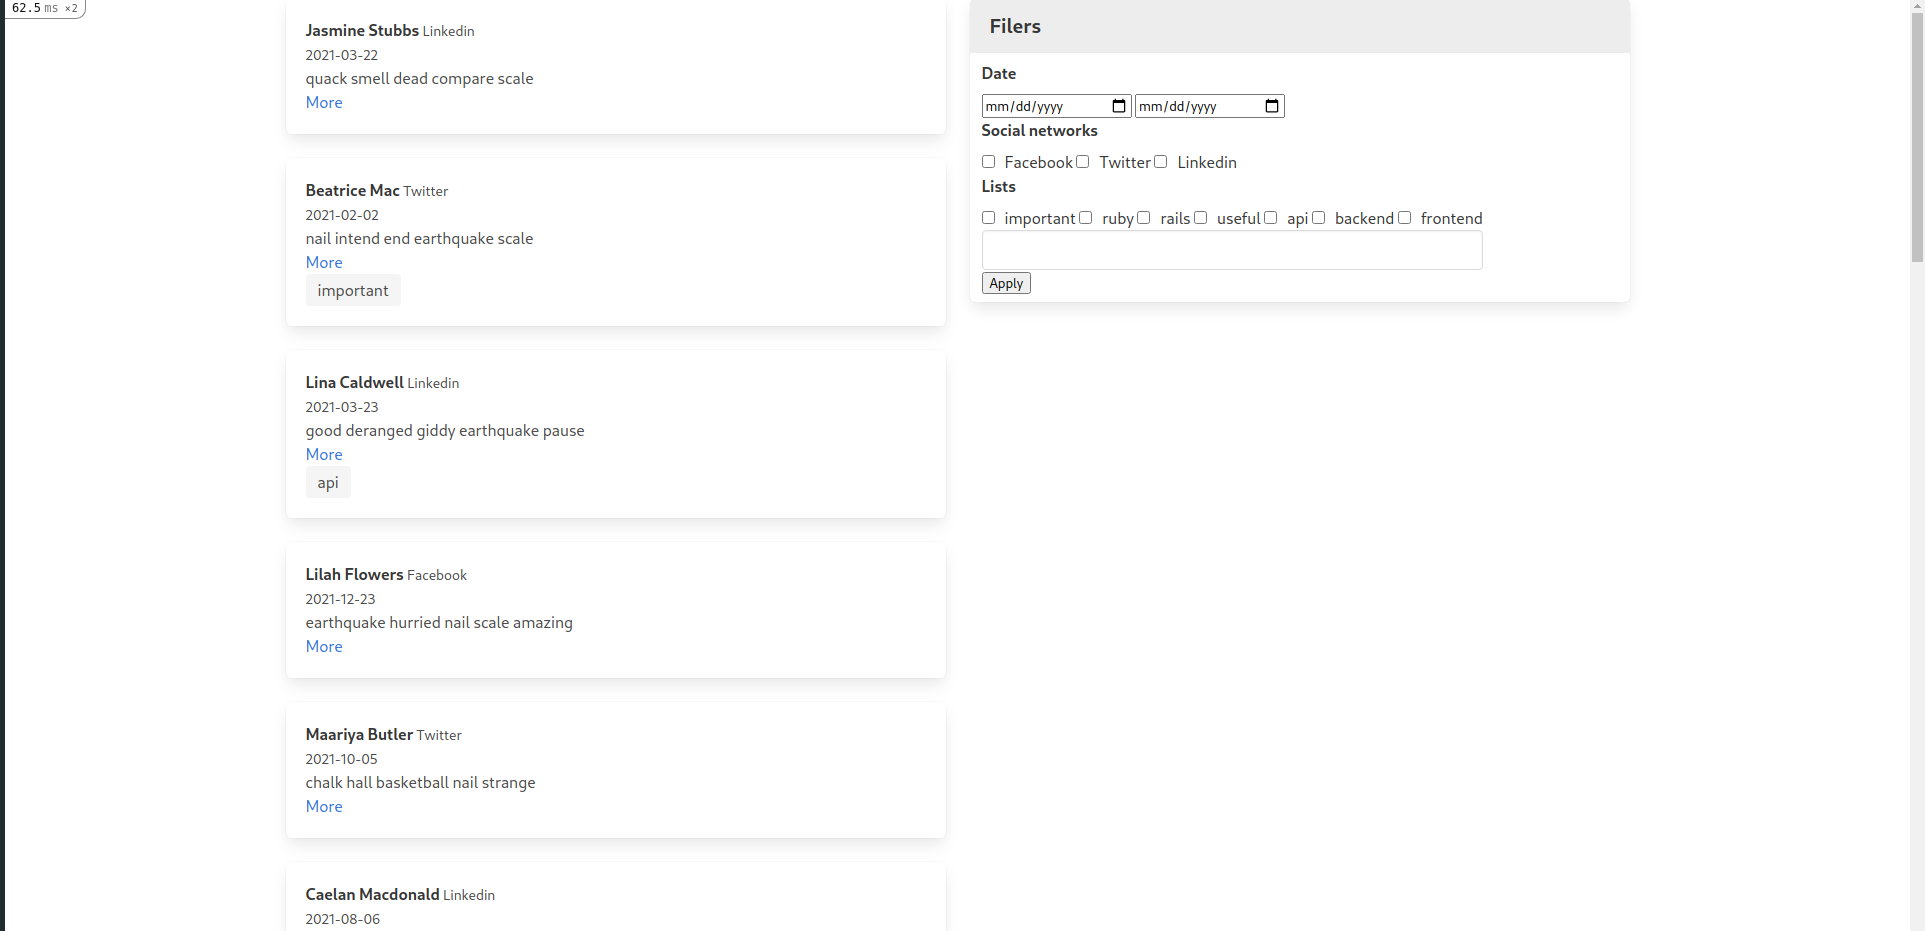 62.5 ms ×2
Jasmine Stubbs Linkedin
2021-03-22
quack smell dead compare scale
More
Beatrice Mac Twitter
2021-02-02
nail intend end earthquake scale
More
important
Lina Caldwell Linkedin
2021-03-23
good deranged giddy earthquake pause
More
api
Lilah Flowers Facebook
2021-12-23
earthquake hurried nail scale amazing
More
Maariya Butler Twitter
2021-10-05
chalk hall basketball nail strange
More
Caelan Macdonald Linkedin
2021-08-06
Filers
Date
mm/dd/yyyy mm/dd/yyyy
Social networks
Facebook Twitter Linkedin
Lists
important ruby rails useful api backend frontend
Apply